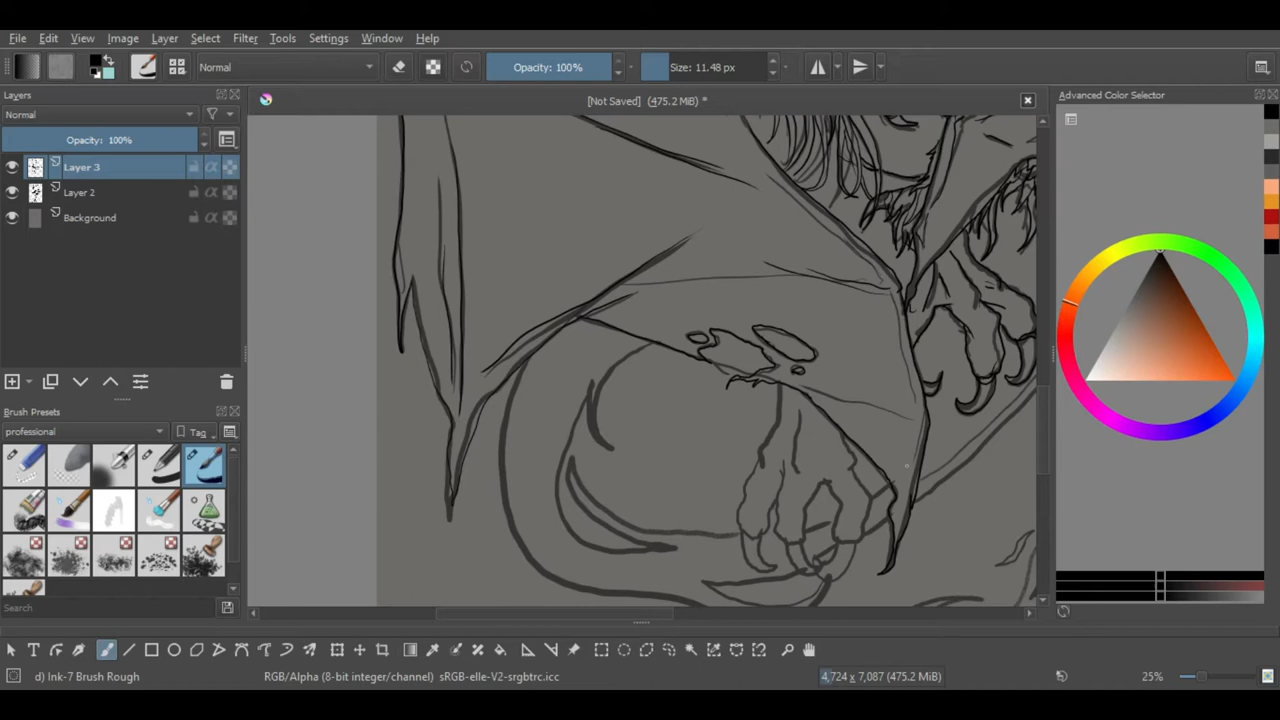 File Edit View Image Layer Select Filter Tools Settings Window Help
Normal Opacity: 100% Size: 11.48 px
Layers
Normal
Opacity: 100%
Layer 3
Layer 2
Background
[Not Saved] (475.2 MiB) *
Advanced Color Selector
Brush Presets
professional Tag
Search
d) Ink-7 Brush Rough RGB/Alpha (8-bit integer/channel) sRGB-elle-V2-srgbtrc.icc 4,724 x 7,087 (475.2 MiB) 25%